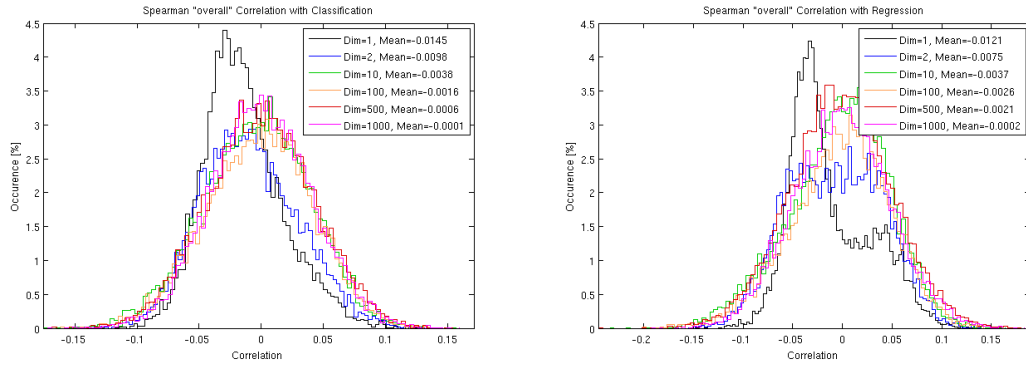 Spearman "overall" Correlation with Classification
4.5
4
3.5
3
2.5
2
1.5
1
0.5
0
Occurence [%]
Dim=1, Mean=-0.0145
Dim=2, Mean=-0.0098
Dim=10, Mean=-0.0038
Dim=100, Mean=-0.0016
Dim=500, Mean=-0.0006
Dim=1000, Mean=-0.0001
-0.15 -0.1 -0.05 0 0.05 0.1 0.15
Correlation
Spearman "overall" Correlation with Regression
4.5
4
3.5
3
2.5
2
1.5
1
0.5
0
Occurence [%]
Dim=1, Mean=-0.0121
Dim=2, Mean=-0.0075
Dim=10, Mean=-0.0037
Dim=100, Mean=-0.0026
Dim=500, Mean=-0.0021
Dim=1000, Mean=-0.0002
-0.2 -0.15 -0.1 -0.05 0 0.05 0.1 0.15
Correlation